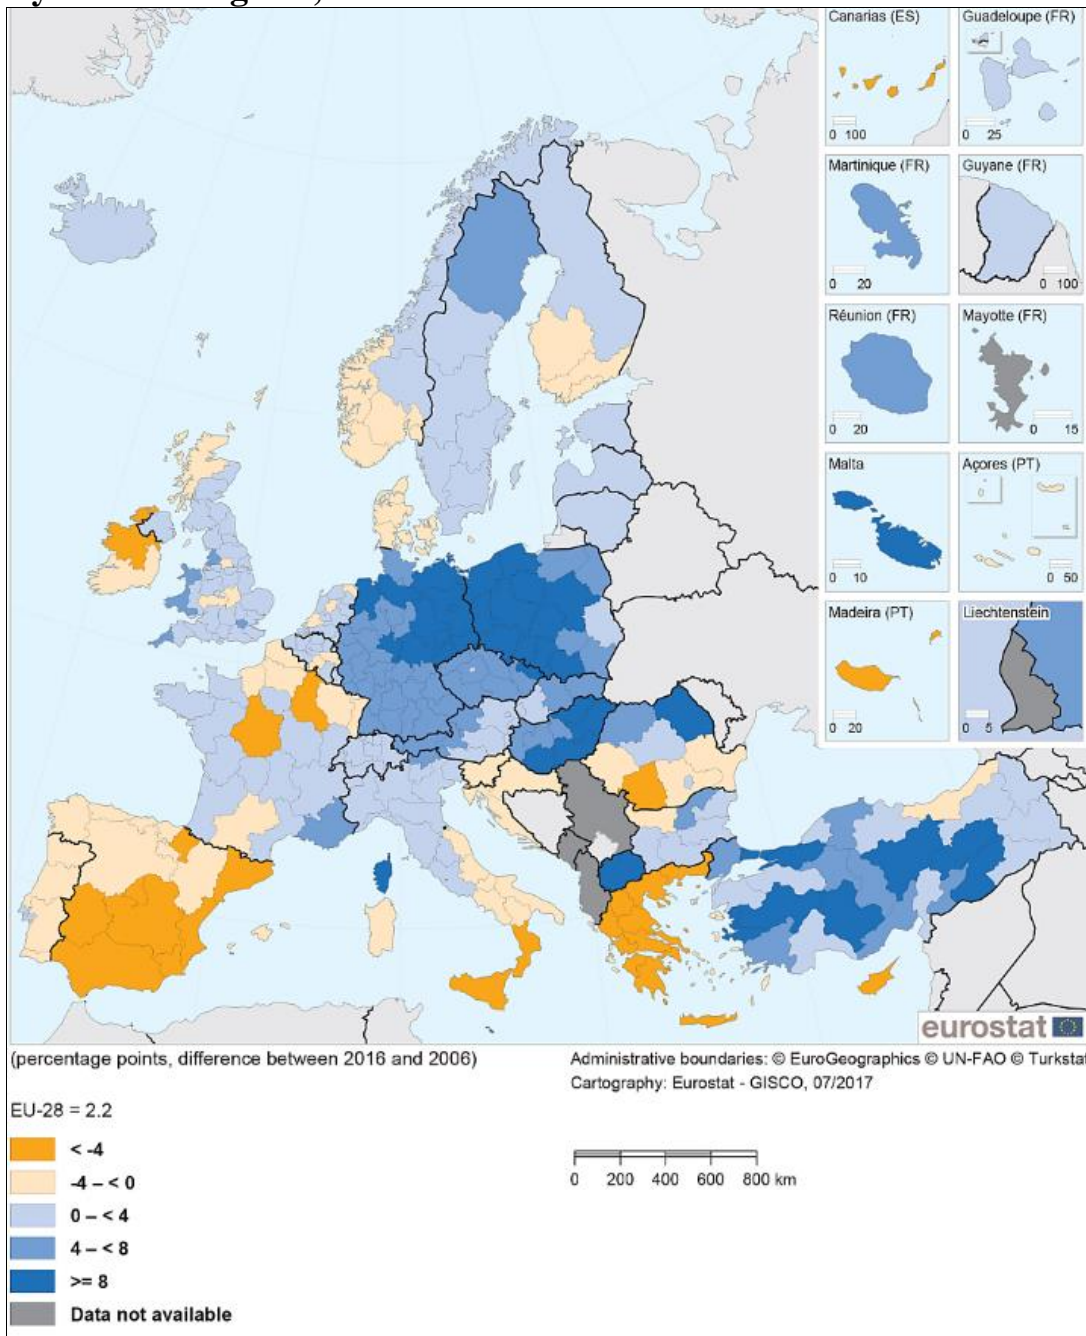 Canarias (ES)
0 100
Guadeloupe (FR)
0 25
Martinique (FR)
0 20
Guyane (FR)
0 100
Réunion (FR)
0 20
Mayotte (FR)
0 15
Malta
0 10
Açores (PT)
0 50
Madeira (PT)
0 20
Liechtenstein
0 5
eurostat
(percentage points, difference between 2016 and 2006)
Administrative boundaries: © EuroGeographics © UN-FAO © Turkstat
Cartography: Eurostat - GISCO, 07/2017
EU-28 = 2.2
< -4
-4 – < 0
0 – < 4
4 – < 8
>= 8
Data not available
0 200 400 600 800 km